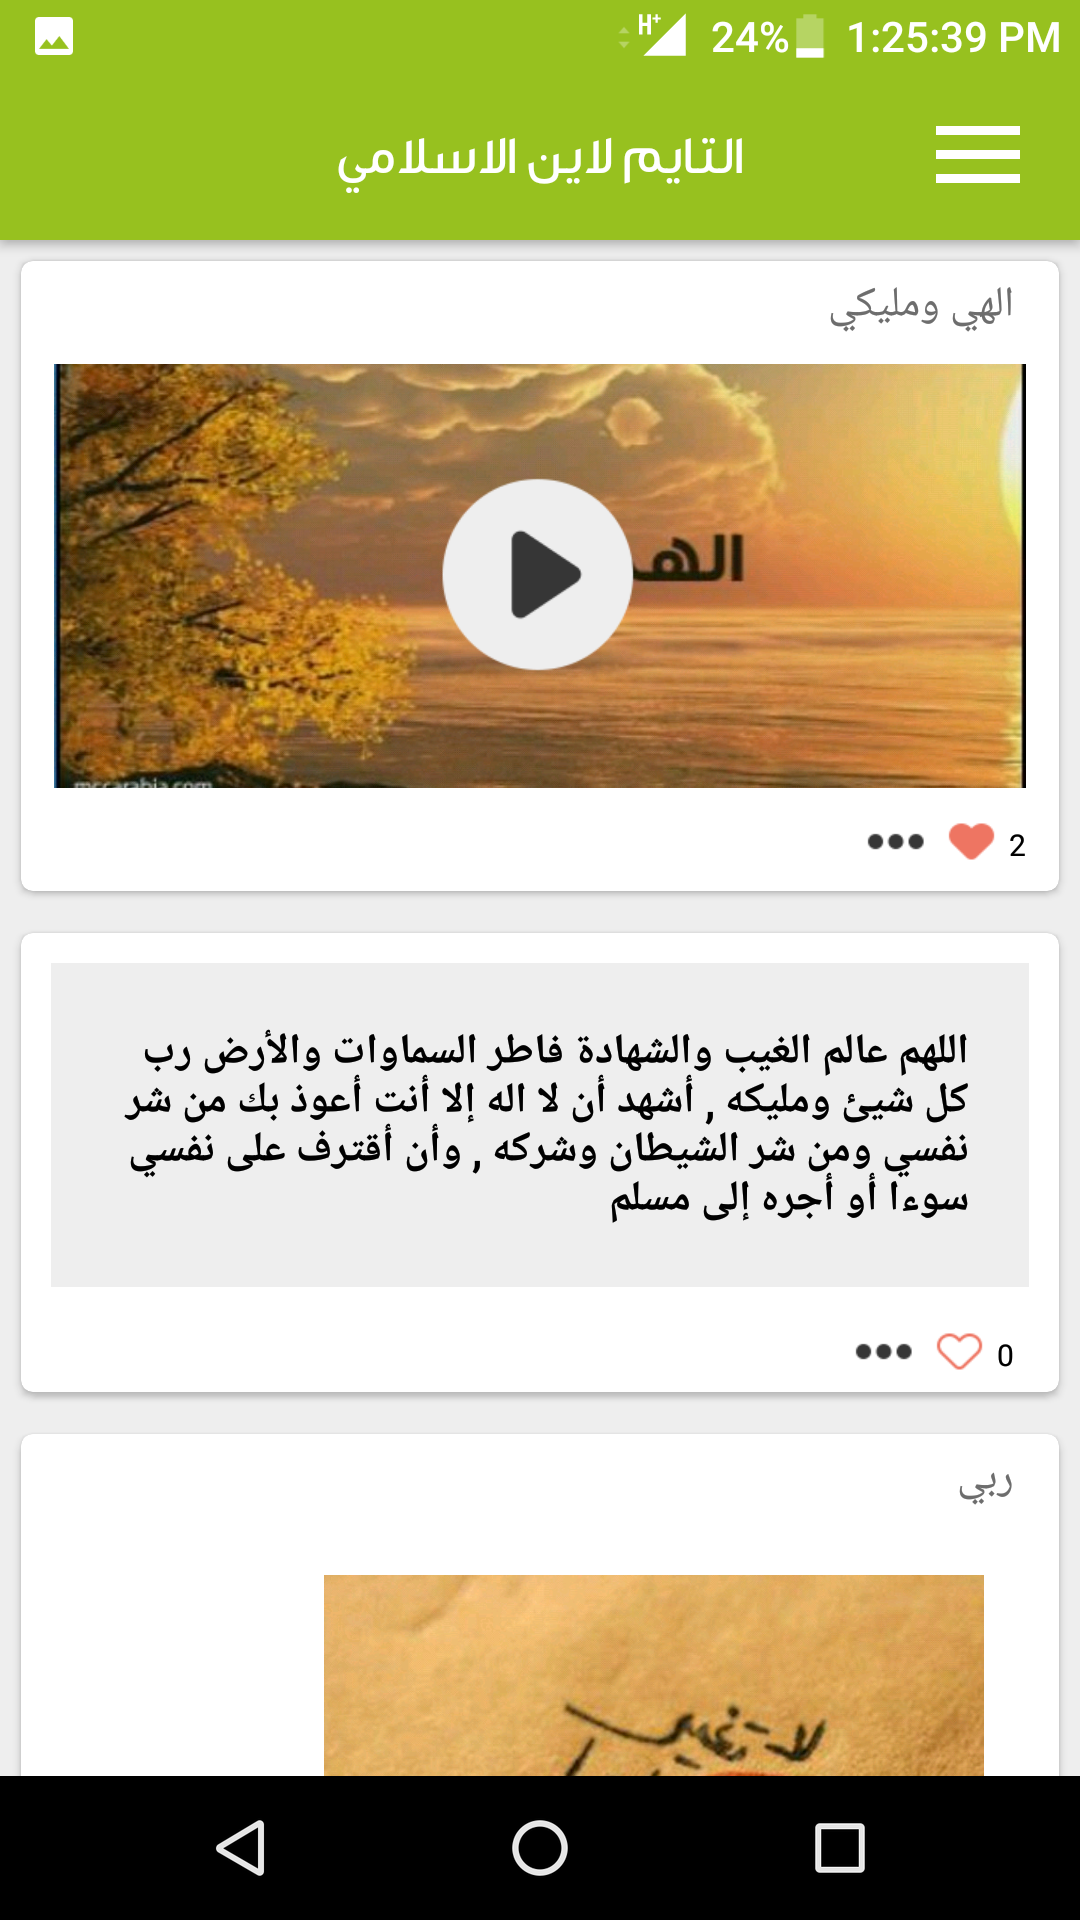 H+ 24% 1:25:39 PM
التايم لاين الاسلامي
الهي ومليكي
الهـ
mccarabia.com
2
اللهم عالم الغيب والشهادة فاطر السماوات والأرض رب
كل شيئ ومليكه , أشهد أن لا اله إلا أنت أعوذ بك من شر
نفسي ومن شر الشيطان وشركه , وأن أقترف على نفسي
سوءا أو أجره إلى مسلم
0
ربي